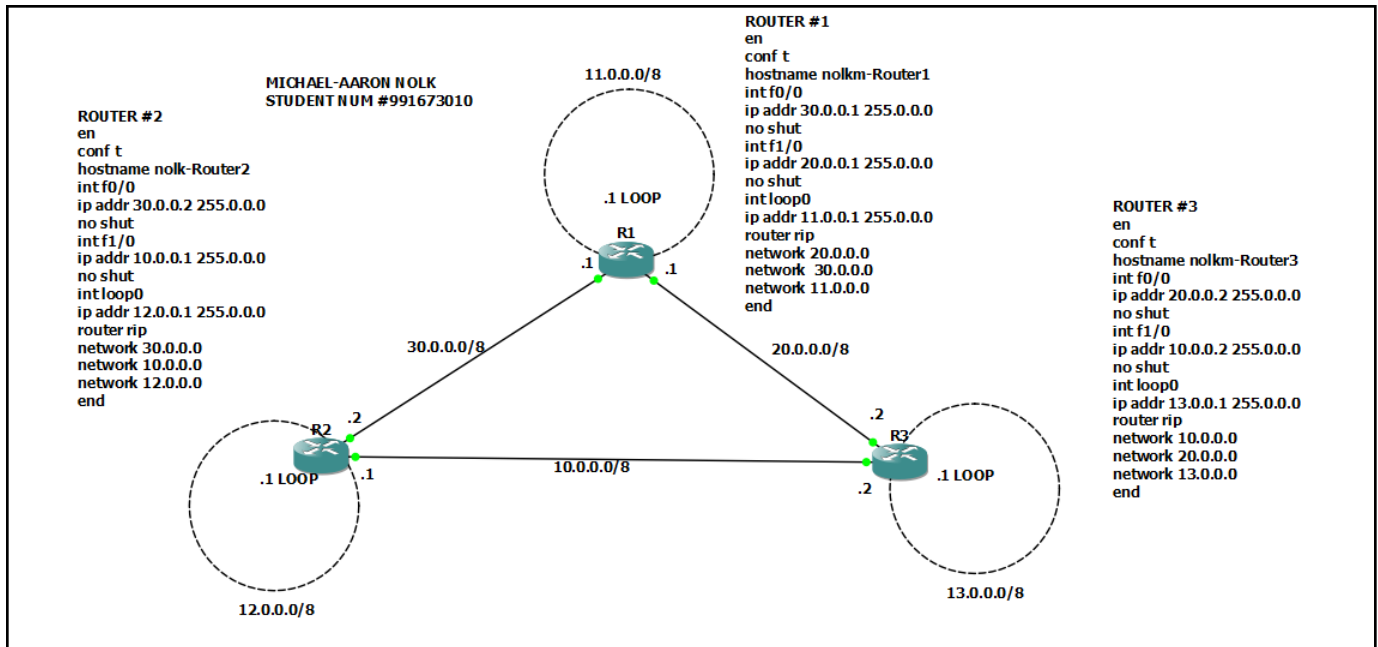 MICHAEL-AARON NOLK
STUDENT NUM #991673010
ROUTER #2
en
conf t
hostname nolk-Router2
int f0/0
ip addr 30.0.0.2 255.0.0.0
no shut
int f1/0
ip addr 10.0.0.1 255.0.0.0
no shut
int loop0
ip addr 12.0.0.1 255.0.0.0
router rip
network 30.0.0.0
network 10.0.0.0
network 12.0.0.0
end
11.0.0.0/8
.1 LOOP
R1
.1
.1
ROUTER #1
en
conf t
hostname nolkm-Router1
int f0/0
ip addr 30.0.0.1 255.0.0.0
no shut
int f1/0
ip addr 20.0.0.1 255.0.0.0
no shut
int loop0
ip addr 11.0.0.1 255.0.0.0
router rip
network 20.0.0.0
network  30.0.0.0
network 11.0.0.0
end
ROUTER #3
en
conf t
hostname nolkm-Router3
int f0/0
ip addr 20.0.0.2 255.0.0.0
no shut
int f1/0
ip addr 10.0.0.2 255.0.0.0
no shut
int loop0
ip addr 13.0.0.1 255.0.0.0
router rip
network 10.0.0.0
network 20.0.0.0
network 13.0.0.0
end
30.0.0.0/8
20.0.0.0/8
.2
R2
.1 LOOP
.1
10.0.0.0/8
.2
R3
.2
.1 LOOP
12.0.0.0/8
13.0.0.0/8